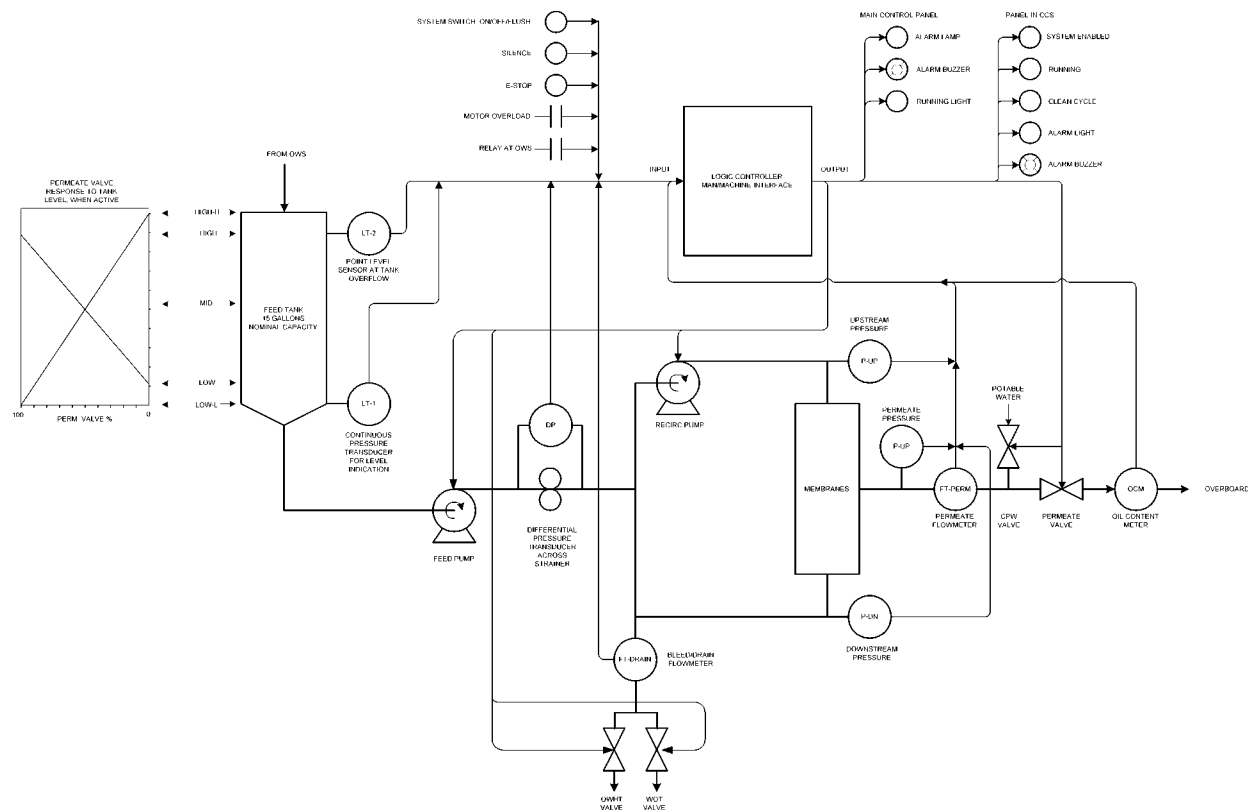 SYSTEM SWITCH ON/OFF/FLUSH
SILENCE
E-STOP
MOTOR OVERLOAD
RELAY AT OWS
MAIN CONTROL PANEL
ALARM LAMP
ALARM BUZZER
RUNNING LIGHT
PANEL IN CCS
SYSTEM ENABLED
RUNNING
CLEAN CYCLE
ALARM LIGHT
ALARM BUZZER
INPUT
LOGIC CONTROLLER
MAN/MACHINE INTERFACE
OUTPUT
FROM OWS
PERMEATE VALVE
RESPONSE TO TANK
LEVEL, WHEN ACTIVE
HIGH-H
HIGH
MID
LOW
LOW-L
100
0
PERM VALVE %
FEED TANK
15 GALLONS
NOMINAL CAPACITY
LT-2
POINT LEVEL
SENSOR AT TANK
OVERFLOW
LT-1
CONTINUOUS
PRESSURE
TRANSDUCER
FOR LEVEL
INDICATION
FEED PUMP
DP
DIFFERENTIAL
PRESSURE
TRANSDUCER
ACROSS
STRAINER
RECIRC PUMP
UPSTREAM
PRESSURE
P-UP
PERMEATE
PRESSURE
P-UP
MEMBRANES
FT-PERM
PERMEATE
FLOWMETER
POTABLE
WATER
CPW
VALVE
PERMEATE
VALVE
OCM
OIL CONTENT
METER
OVERBOARD
P-DN
DOWNSTREAM
PRESSURE
FT-DRAIN
BLEED/DRAIN
FLOWMETER
OWHT
VALVE
WOT
VALVE